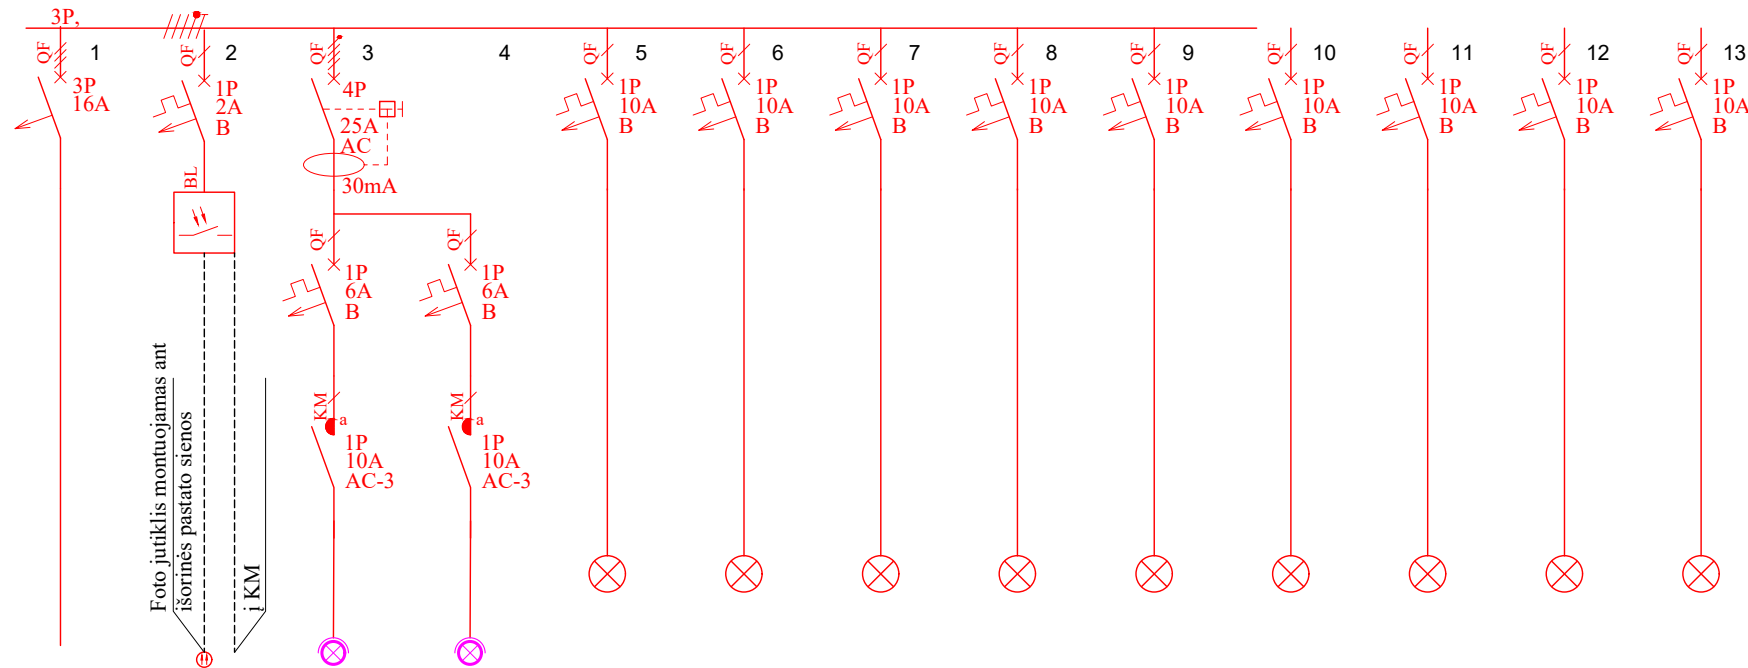 3P,
QF 1
3P
16A
QF 2
1P
2A
B
BL
Foto jutiklis montuojamas ant
išorinės pastato sienos
į KM
QF 3
4P
25A
AC
30mA
QF
1P
6A
B
KM
a
1P
10A
AC-3
4
QF
1P
6A
B
KM
a
1P
10A
AC-3
QF 5
1P
10A
B
QF 6
1P
10A
B
QF 7
1P
10A
B
QF 8
1P
10A
B
QF 9
1P
10A
B
QF 10
1P
10A
B
QF 11
1P
10A
B
QF 12
1P
10A
B
QF 13
1P
10A
B